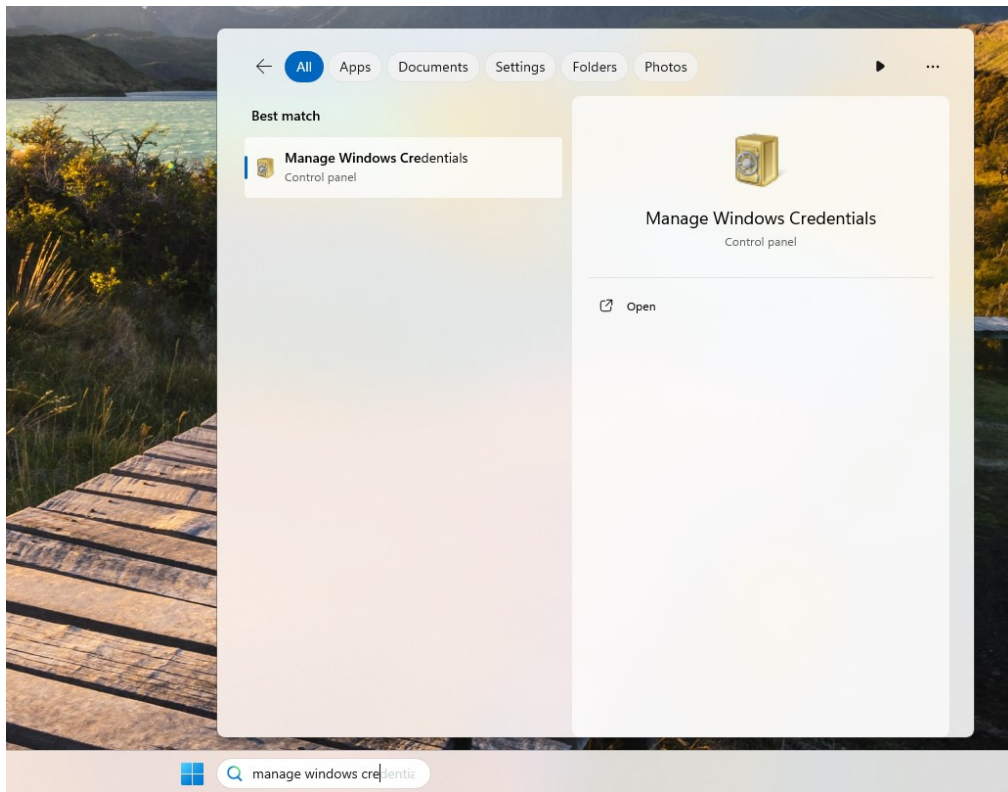 All
Apps
Documents
Settings
Folders
Photos
...
Best match
Manage Windows Credentials
Control panel
Manage Windows Credentials
Control panel
Open
manage windows credentia